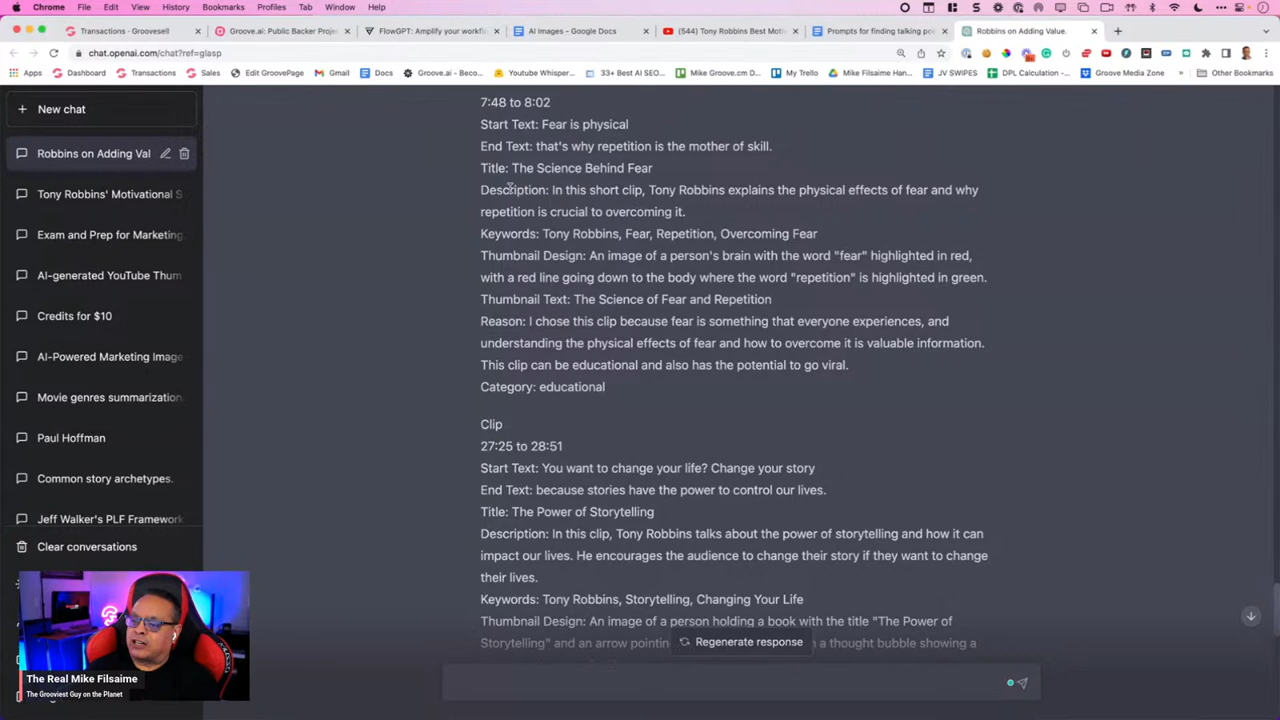 Chrome File Edit View History Bookmarks Profiles Tab Window Help
Transactions - Groovesell
Groove.ai: Public Backer Proje
FlowGPT: Amplify your workfl
AI Images - Google Docs
(544) Tony Robbins Best Moti
Prompts for finding talking po
Robbins on Adding Value.
chat.openai.com/chat?ref=glasp
Apps Dashboard Transactions Sales Edit GroovePage Gmail Docs Groove.ai - Beco... Youtube Whisper... 33+ Best AI SEO... Mike Groove.cm D... My Trello Mike Filsaime Han... JV SWIPES DPL Calculation -... Groove Media Zone » Other Bookmarks
New chat
Robbins on Adding Val
Tony Robbins' Motivational S
Exam and Prep for Marketing
AI-generated YouTube Thum
Credits for $10
AI-Powered Marketing Image
Movie genres summarization.
Paul Hoffman
Common story archetypes.
Jeff Walker's PLF Framework
Clear conversations
7:48 to 8:02
Start Text: Fear is physical
End Text: that's why repetition is the mother of skill.
Title: The Science Behind Fear
Description: In this short clip, Tony Robbins explains the physical effects of fear and why
repetition is crucial to overcoming it.
Keywords: Tony Robbins, Fear, Repetition, Overcoming Fear
Thumbnail Design: An image of a person's brain with the word "fear" highlighted in red,
with a red line going down to the body where the word "repetition" is highlighted in green.
Thumbnail Text: The Science of Fear and Repetition
Reason: I chose this clip because fear is something that everyone experiences, and
understanding the physical effects of fear and how to overcome it is valuable information.
This clip can be educational and also has the potential to go viral.
Category: educational
Clip
27:25 to 28:51
Start Text: You want to change your life? Change your story
End Text: because stories have the power to control our lives.
Title: The Power of Storytelling
Description: In this clip, Tony Robbins talks about the power of storytelling and how it can
impact our lives. He encourages the audience to change their story if they want to change
their lives.
Keywords: Tony Robbins, Storytelling, Changing Your Life
Thumbnail Design: An image of a person holding a book with the title "The Power of
Storytelling" and an arrow pointin
Regenerate response
a thought bubble showing a
The Real Mike Filsaime
The Grooviest Guy on the Planet